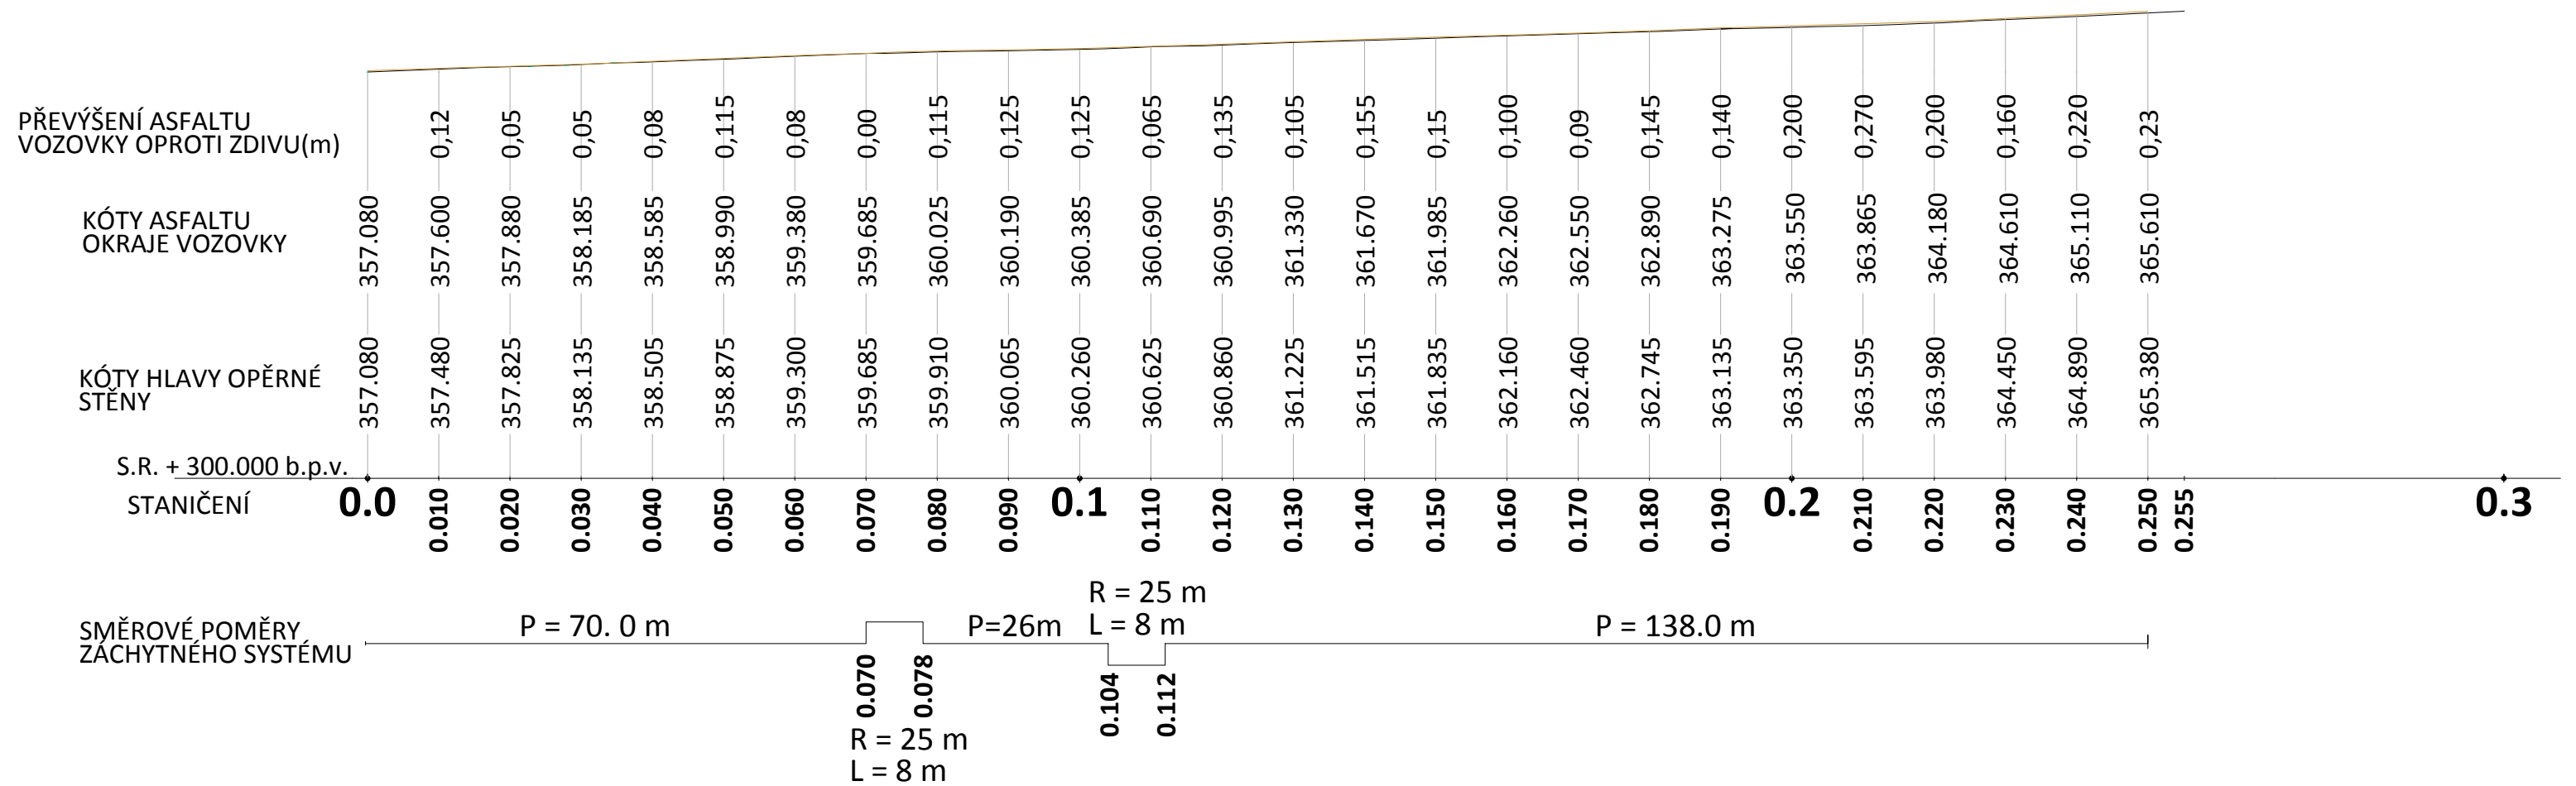 PŘEVÝŠENÍ ASFALTU
VOZOVKY OPROTI ZDIVU(m)
0,12 0,05 0,05 0,08 0,115 0,08 0,00 0,115 0,125 0,125 0,065 0,135 0,105 0,155 0,15 0,100 0,09 0,145 0,140 0,200 0,270 0,200 0,160 0,220 0,23
KÓTY ASFALTU
OKRAJE VOZOVKY
357.080 357.600 357.880 358.185 358.585 358.990 359.380 359.685 360.025 360.190 360.385 360.690 360.995 361.330 361.670 361.985 362.260 362.550 362.890 363.275 363.550 363.865 364.180 364.610 365.110 365.610
KÓTY HLAVY OPĚRNÉ
STĚNY
357.080 357.480 357.825 358.135 358.505 358.875 359.300 359.685 359.910 360.065 360.260 360.625 360.860 361.225 361.515 361.835 362.160 362.460 362.745 363.135 363.350 363.595 363.980 364.450 364.890 365.380
S.R. + 300.000 b.p.v.
STANIČENÍ
0.0 0.010 0.020 0.030 0.040 0.050 0.060 0.070 0.080 0.090 0.1 0.110 0.120 0.130 0.140 0.150 0.160 0.170 0.180 0.190 0.2 0.210 0.220 0.230 0.240 0.250 0.255 0.3
SMĚROVÉ POMĚRY
ZÁCHYTNÉHO SYSTÉMU
P = 70. 0 m
0.070 0.078
R = 25 m
L = 8 m
P=26m
R = 25 m
L = 8 m
0.104 0.112
P = 138.0 m